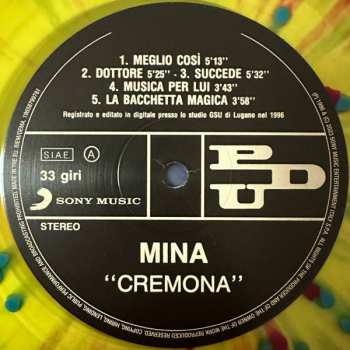 1. MEGLIO COSÌ 5'13''
2. DOTTORE 5'25'' - 3. SUCCEDE 5'32''
4. MUSICA PER LUI 3'43''
5. LA BACCHETTA MAGICA 3'58''
Registrato e editato in digitale presso lo studio GSU di Lugano nel 1996
S.I.A.E. A
33 giri
SONY MUSIC
STEREO
PDU
MINA
"CREMONA"